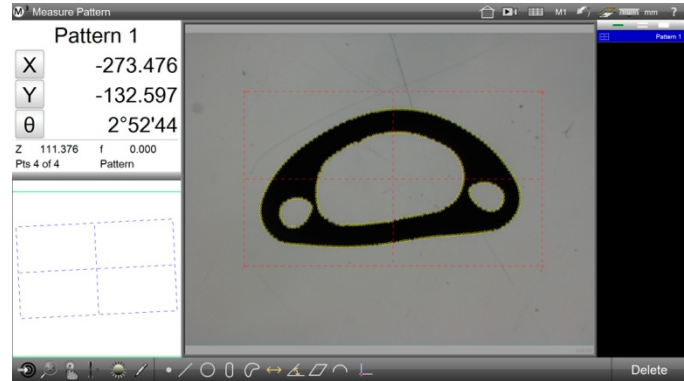 M³ Measure Pattern
M1
mm
?
Pattern 1
X -273.476
Y -132.597
θ 2°52'44
Z 111.376 f 0.000
Pts 4 of 4 Pattern
Pattern 1
Delete